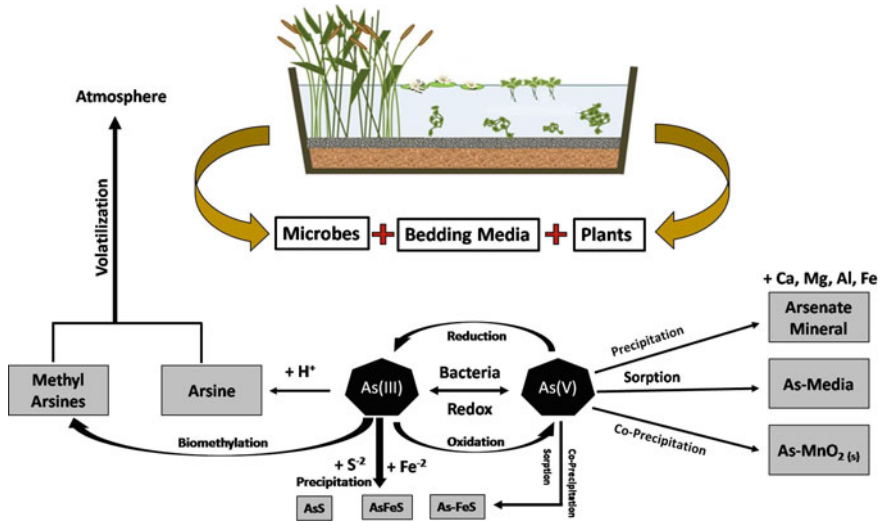 Atmosphere
Volatilization
Microbes + Bedding Media + Plants
+ Ca, Mg, Al, Fe
Arsenate
Mineral
Precipitation
Reduction
Methyl
Arsines
Arsine
+ H⁺
As(III)
Bacteria
Redox
As(V)
Sorption
As-Media
Biomethylation
Oxidation
Co-Precipitation
As-MnO₂ (s)
+ S⁻²
+ Fe⁻²
Precipitation
Sorption
Co-Precipitation
AsS
AsFeS
As-FeS